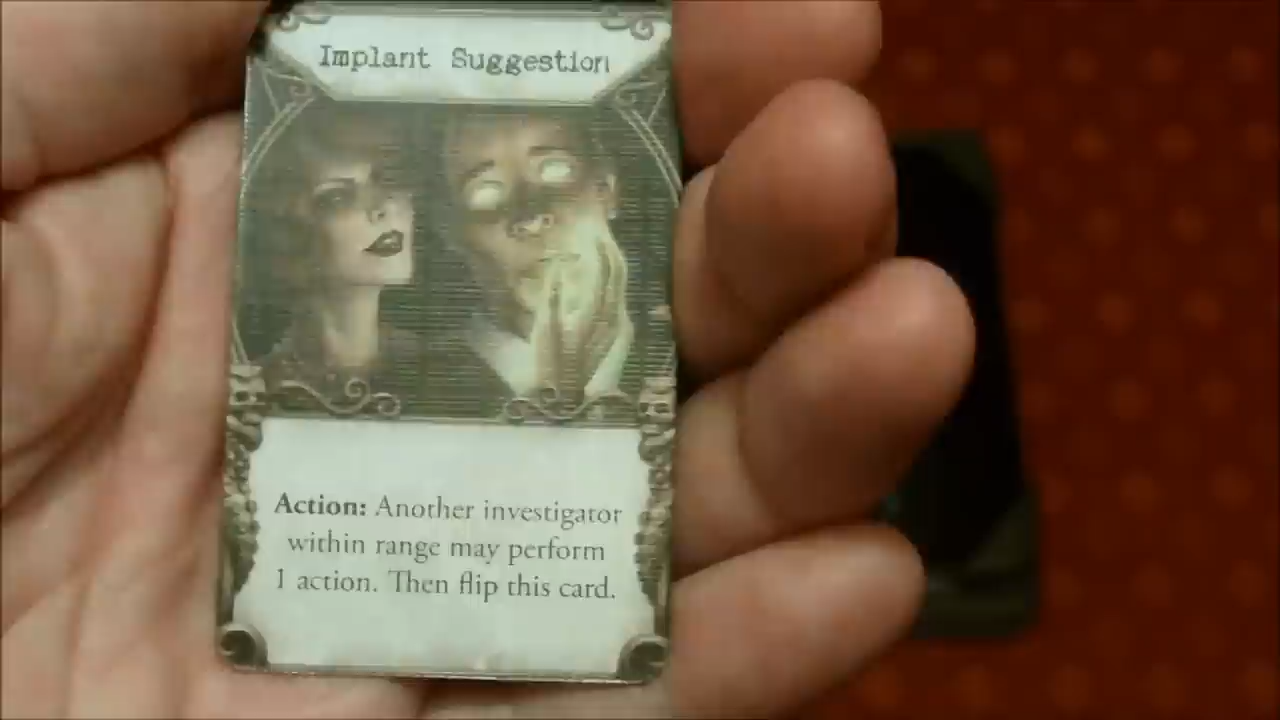 Implant Suggestion
Action: Another investigator
within range may perform
1 action. Then flip this card.